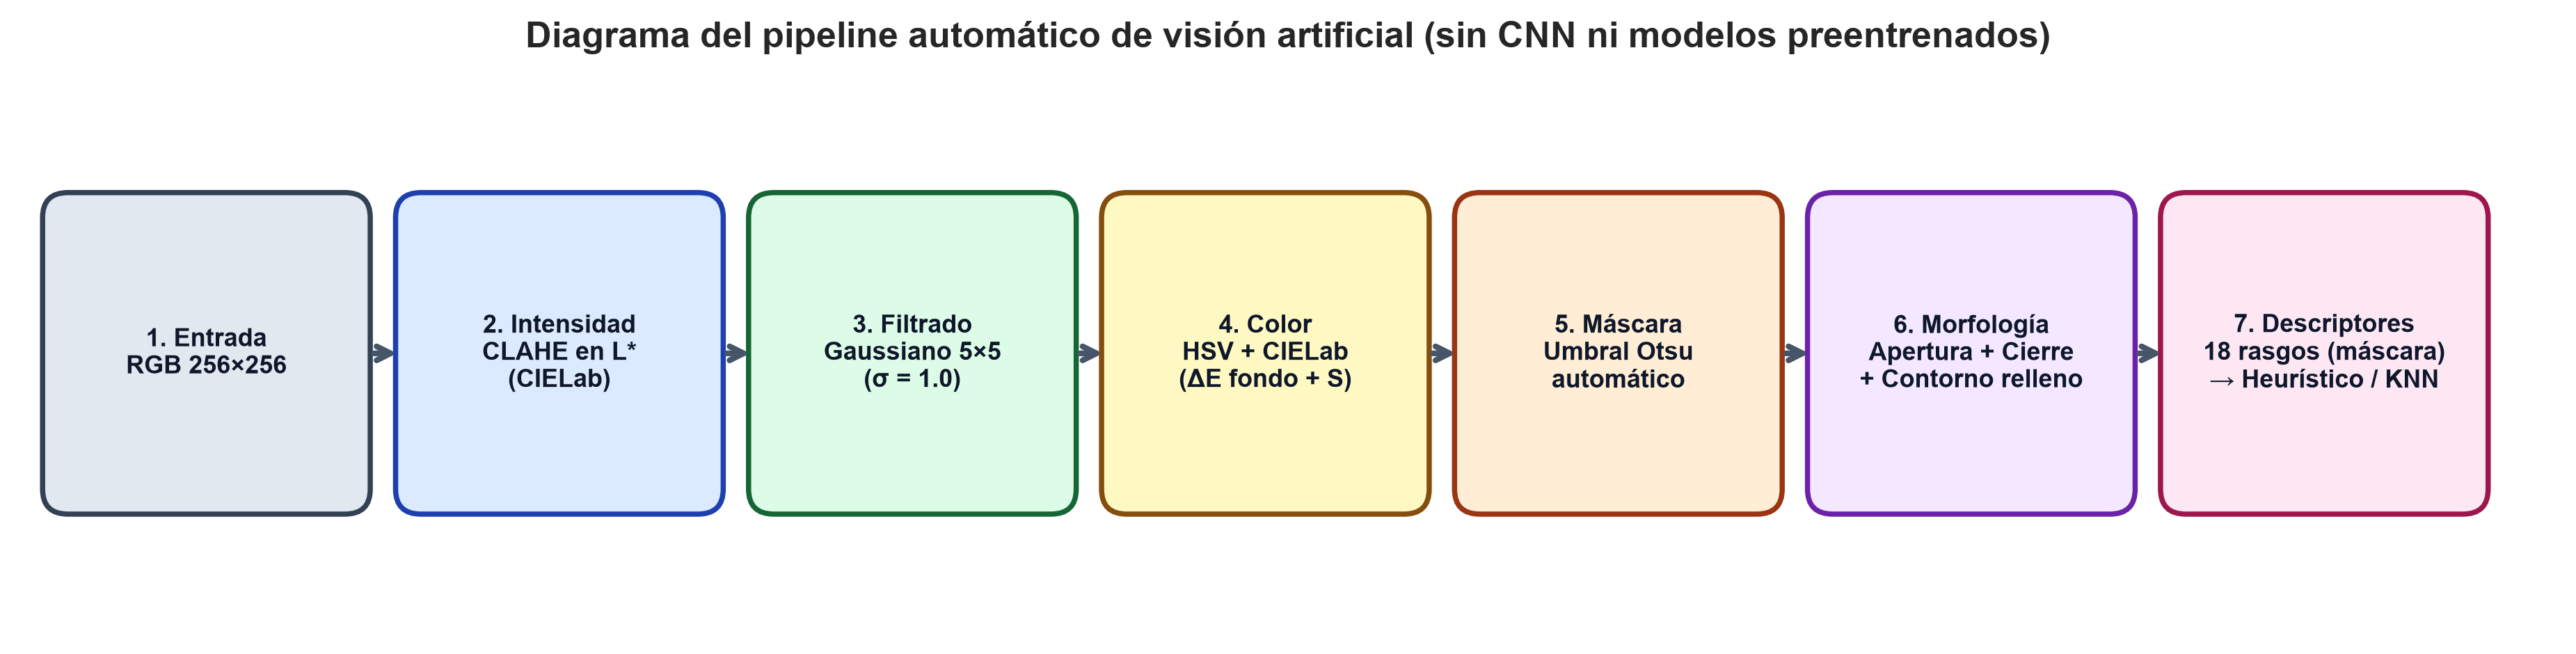 Diagrama del pipeline automático de visión artificial (sin CNN ni modelos preentrenados)
1. Entrada
RGB 256×256
2. Intensidad
CLAHE en L*
(CIELab)
3. Filtrado
Gaussiano 5×5
(σ = 1.0)
4. Color
HSV + CIELab
(ΔE fondo + S)
5. Máscara
Umbral Otsu
automático
6. Morfología
Apertura + Cierre
+ Contorno relleno
7. Descriptores
18 rasgos (máscara)
→ Heurístico / KNN